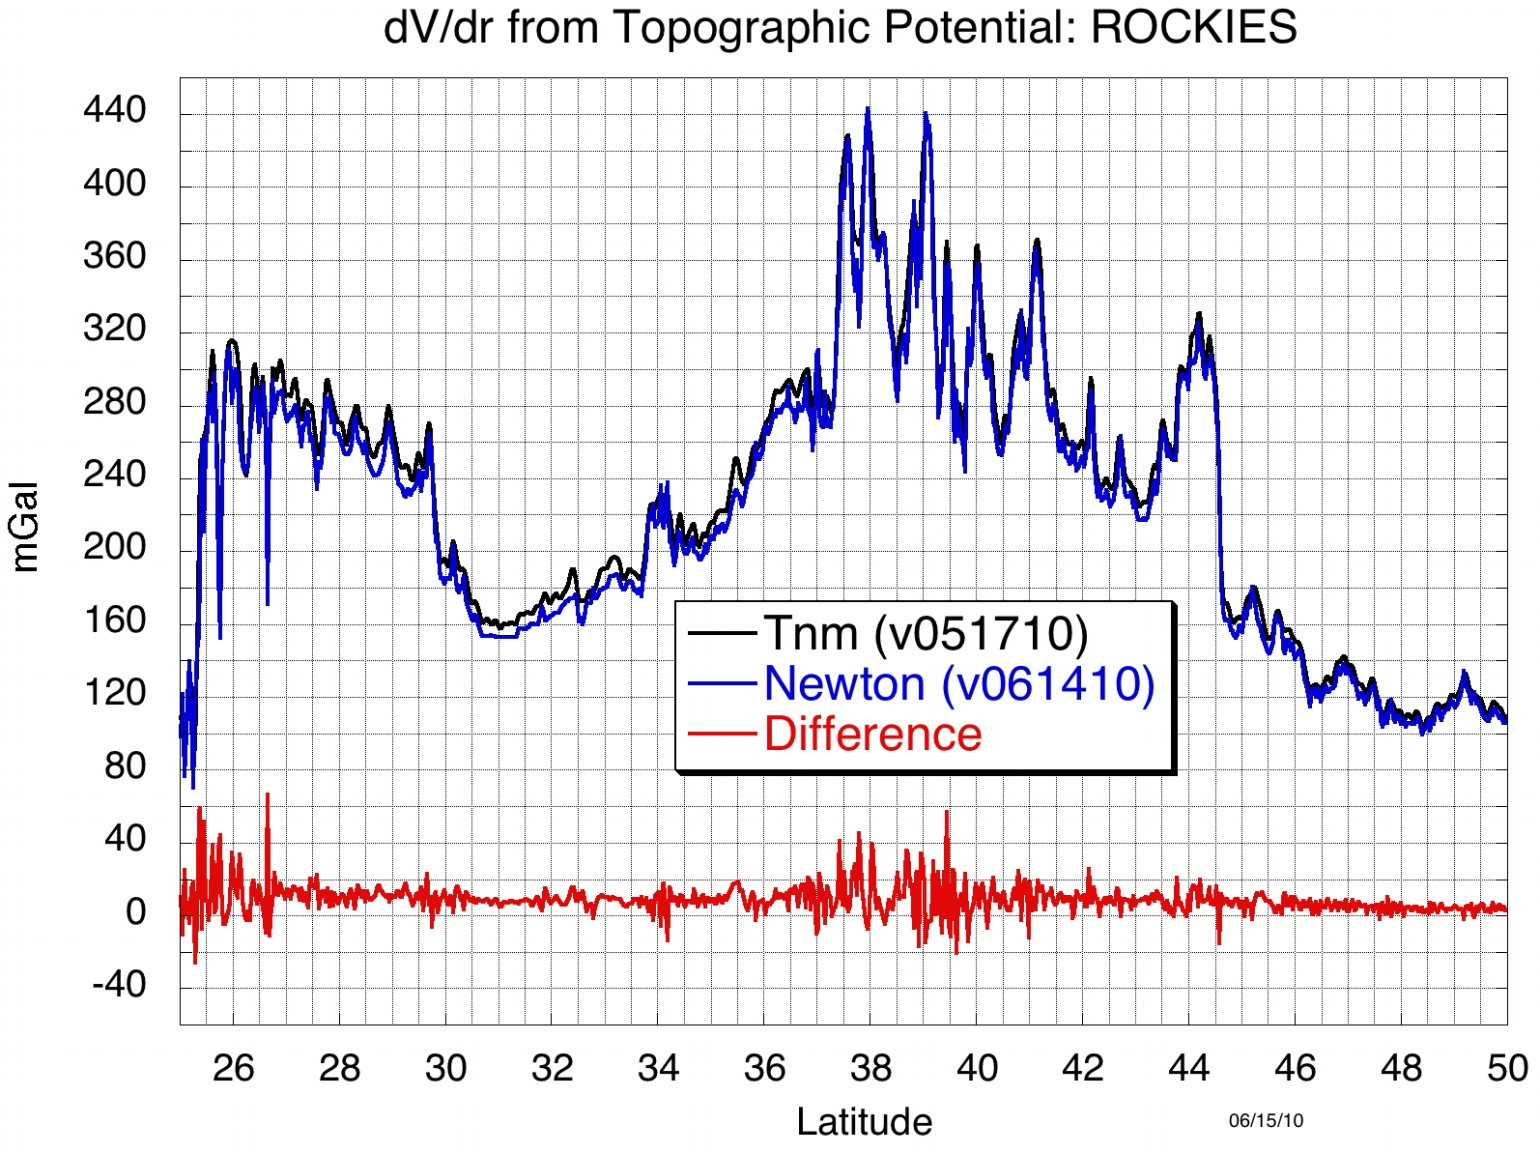 dV/dr from Topographic Potential: ROCKIES
440
400
360
320
280
240
200
160
120
80
40
0
-40
mGal
Tnm (v051710)
Newton (v061410)
Difference
26 28 30 32 34 36 38 40 42 44 46 48 50
Latitude
06/15/10